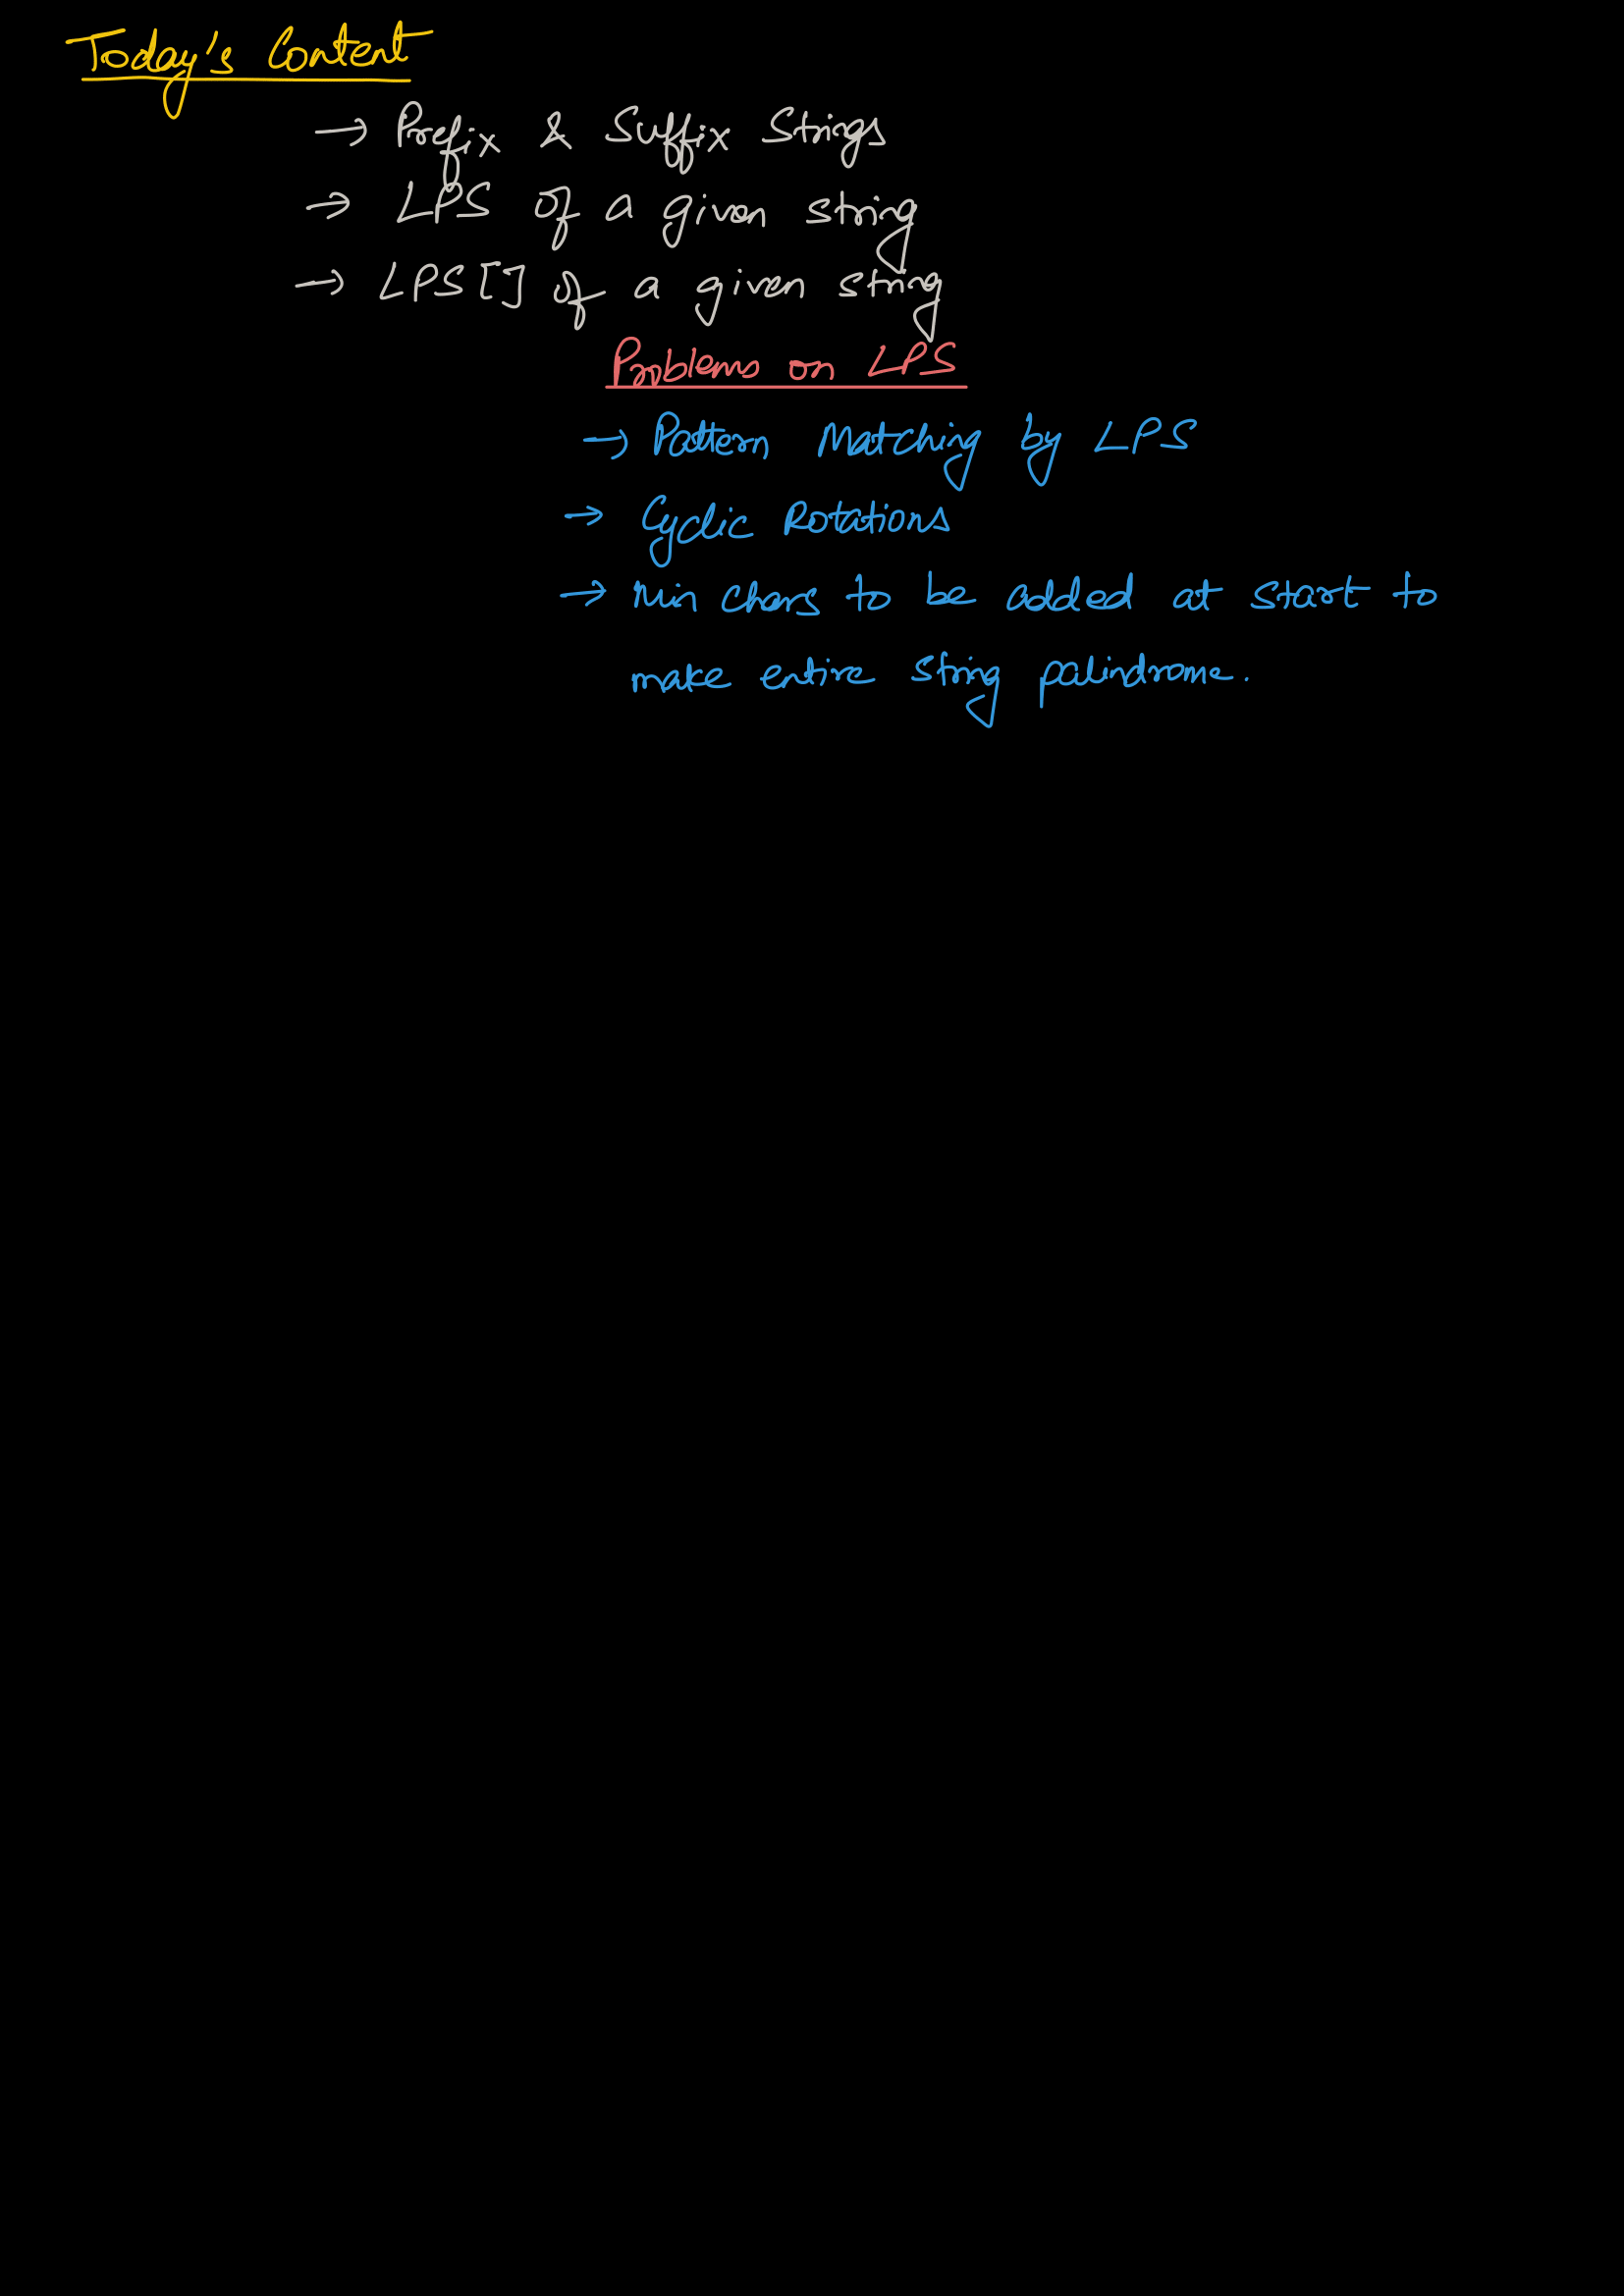 Today's Content
→ Prefix & Suffix Strings
→ LPS of a given string
→ LPS[] of a given string
Problems on LPS
→ Pattern Matching by LPS
→ Cyclic Rotations
→ Min chars to be added at start to
make entire string palindrome.